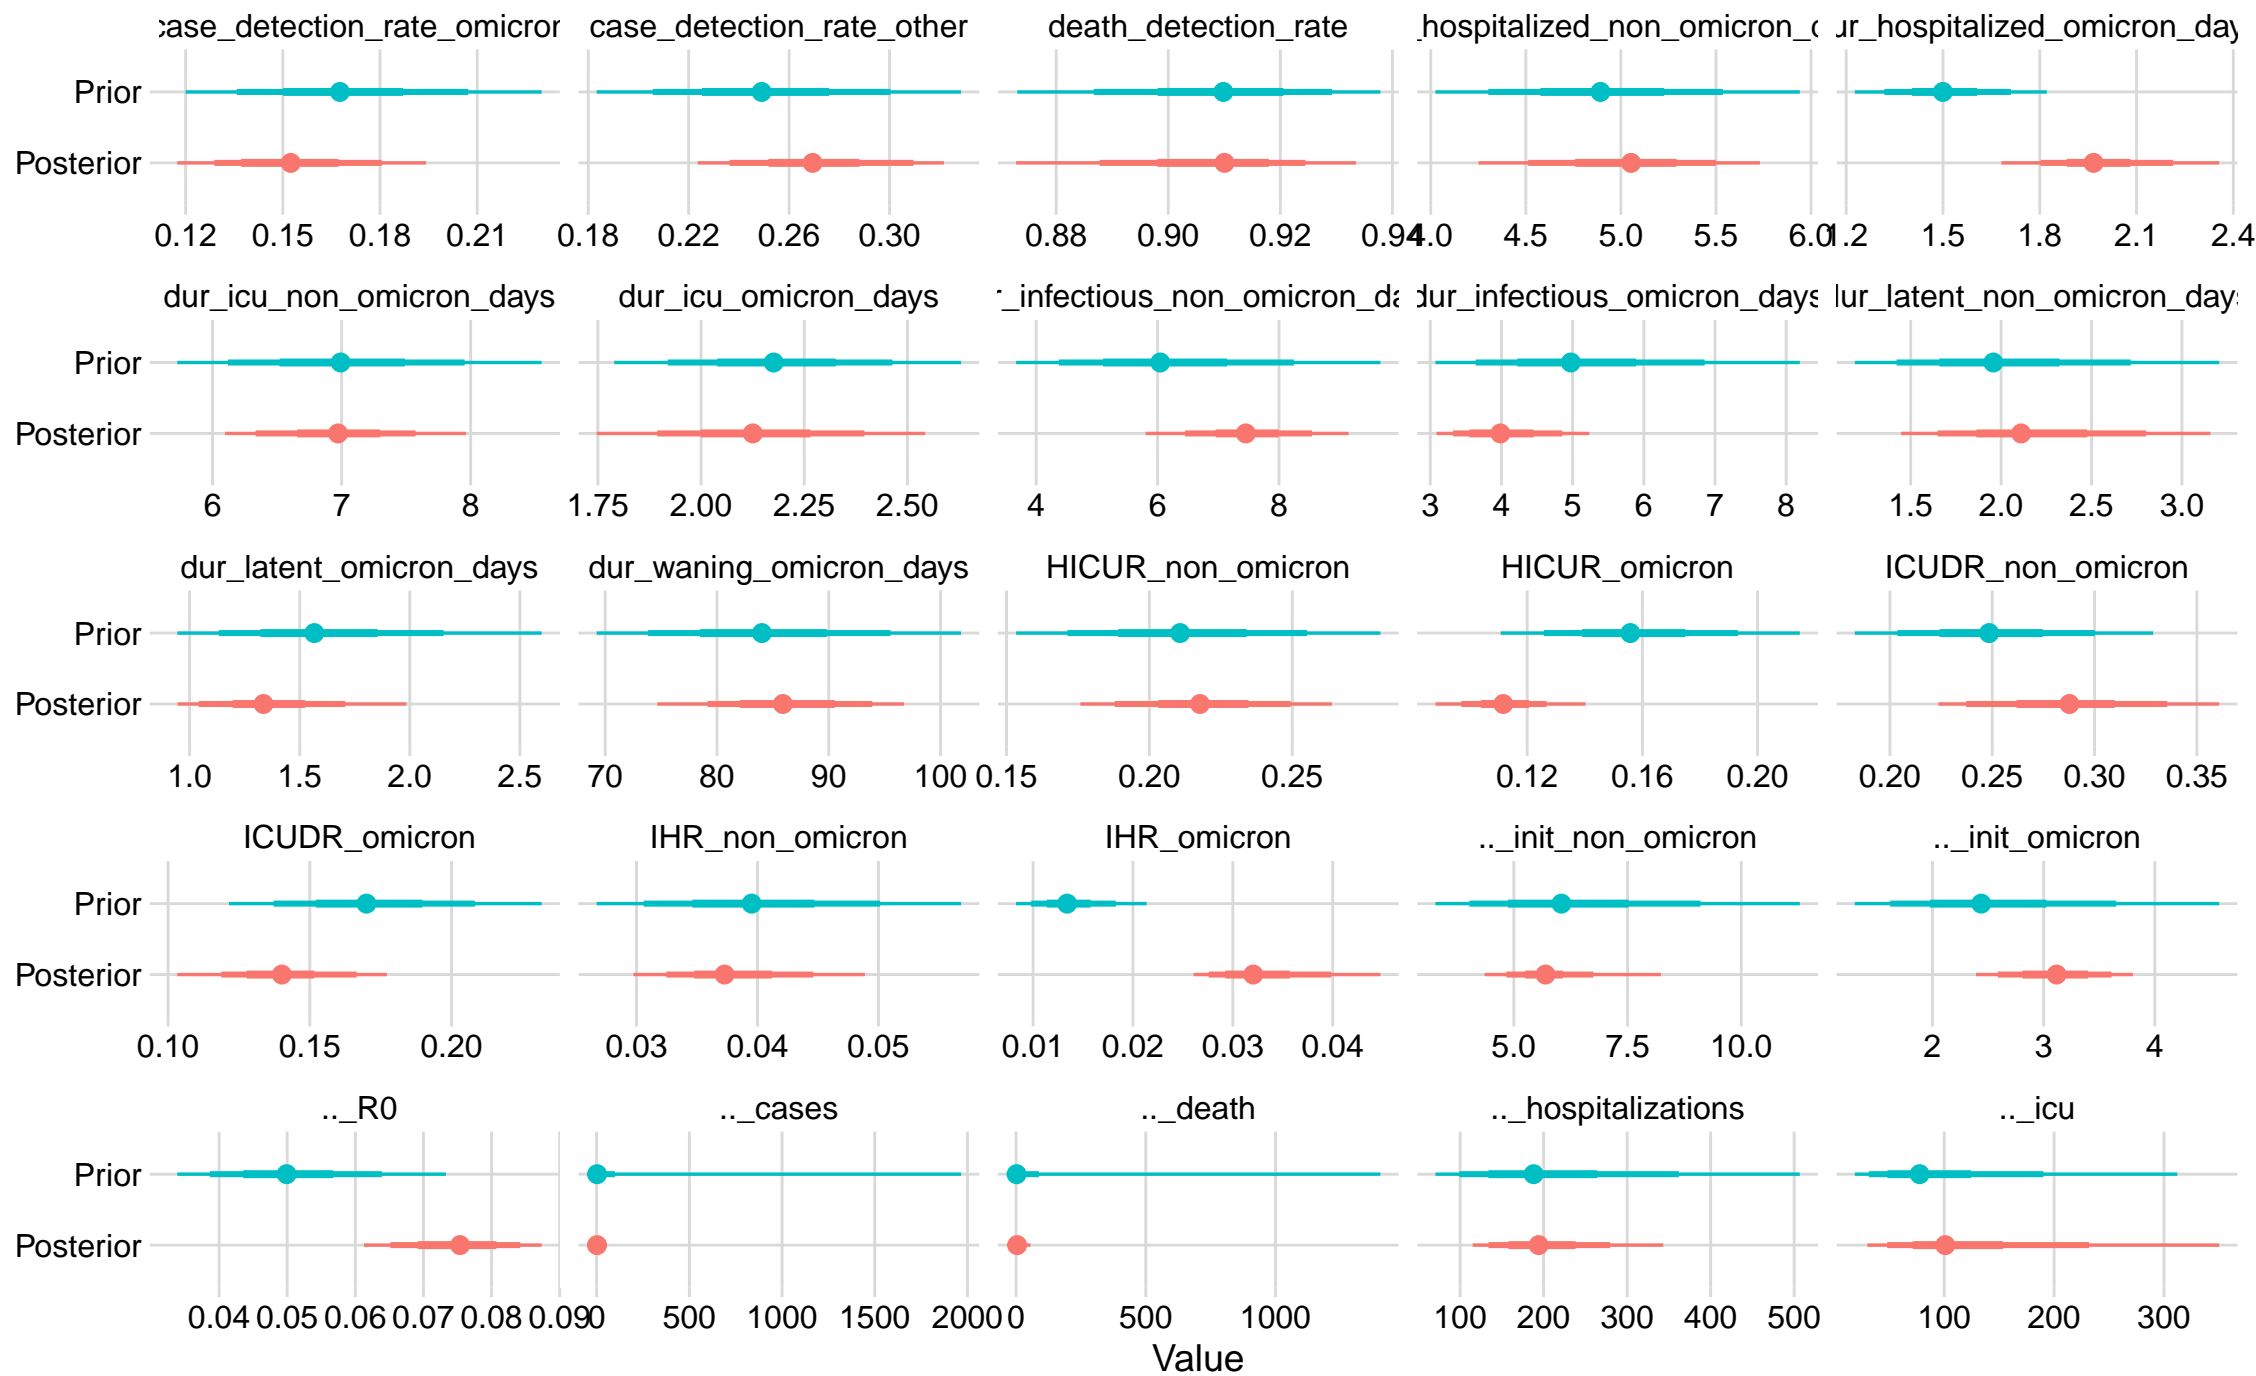 case_detection_rate_omicron case_detection_rate_other death_detection_rate _hospitalized_non_omicron_ ur_hospitalized_omicron_day
Prior
Posterior
0.12 0.15 0.18 0.21 0.18 0.22 0.26 0.30 0.88 0.90 0.92 0.94 4.0 4.5 5.0 5.5 6.0 1.2 1.5 1.8 2.1 2.4
dur_icu_non_omicron_days dur_icu_omicron_days r_infectious_non_omicron_da dur_infectious_omicron_days dur_latent_non_omicron_days
Prior
Posterior
6 7 8 1.75 2.00 2.25 2.50 4 6 8 3 4 5 6 7 8 1.5 2.0 2.5 3.0
dur_latent_omicron_days dur_waning_omicron_days HICUR_non_omicron HICUR_omicron ICUDR_non_omicron
Prior
Posterior
1.0 1.5 2.0 2.5 70 80 90 100 0.15 0.20 0.25 0.12 0.16 0.20 0.20 0.25 0.30 0.35
ICUDR_omicron IHR_non_omicron IHR_omicron .._init_non_omicron .._init_omicron
Prior
Posterior
0.10 0.15 0.20 0.03 0.04 0.05 0.01 0.02 0.03 0.04 5.0 7.5 10.0 2 3 4
.._R0 .._cases .._death .._hospitalizations .._icu
Prior
Posterior
0.04 0.05 0.06 0.07 0.08 0.09 0 500 1000 1500 2000 0 500 1000 100 200 300 400 500 100 200 300
Value